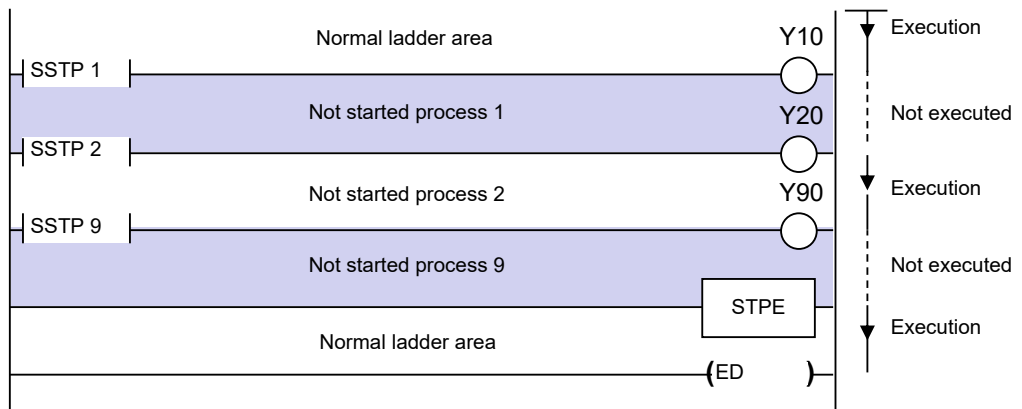 Normal ladder area
Y10
Execution
SSTP 1
Not started process 1
Y20
Not executed
SSTP 2
Not started process 2
Y90
Execution
SSTP 9
Not started process 9
Not executed
STPE
Execution
Normal ladder area
(ED )